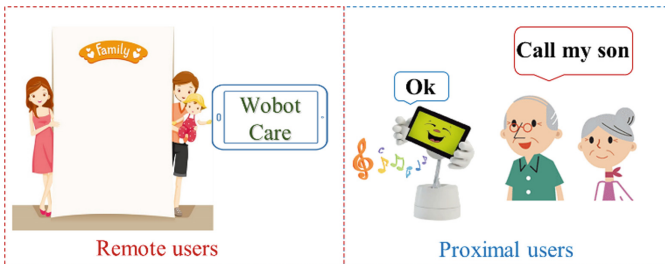 Family
Wobot
Care
Remote users
Ok
Call my son
Proximal users